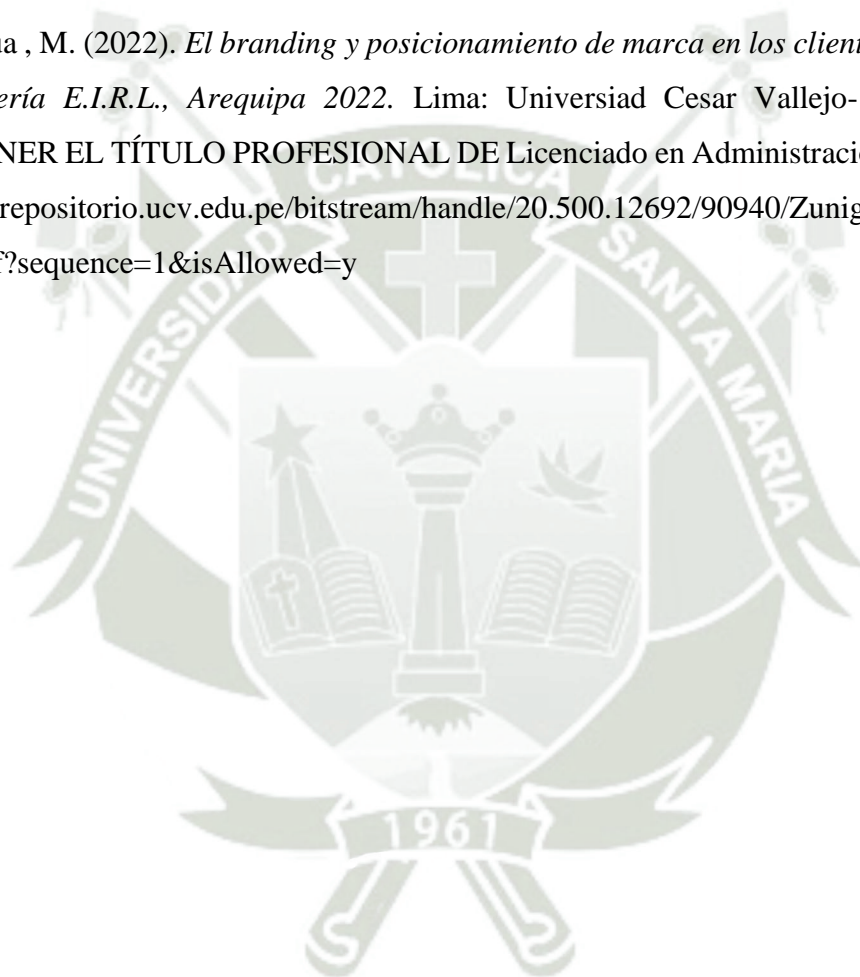 ua , M. (2022). El branding y posicionamiento de marca en los client
ería E.I.R.L., Arequipa 2022. Lima: Universiad Cesar Vallejo-
NER EL TÍTULO PROFESIONAL DE Licenciado en Administració
repositorio.ucv.edu.pe/bitstream/handle/20.500.12692/90940/Zunig
f?sequence=1&isAllowed=y
UNIVERSIDAD CATOLICA SANTA MARIA
1961